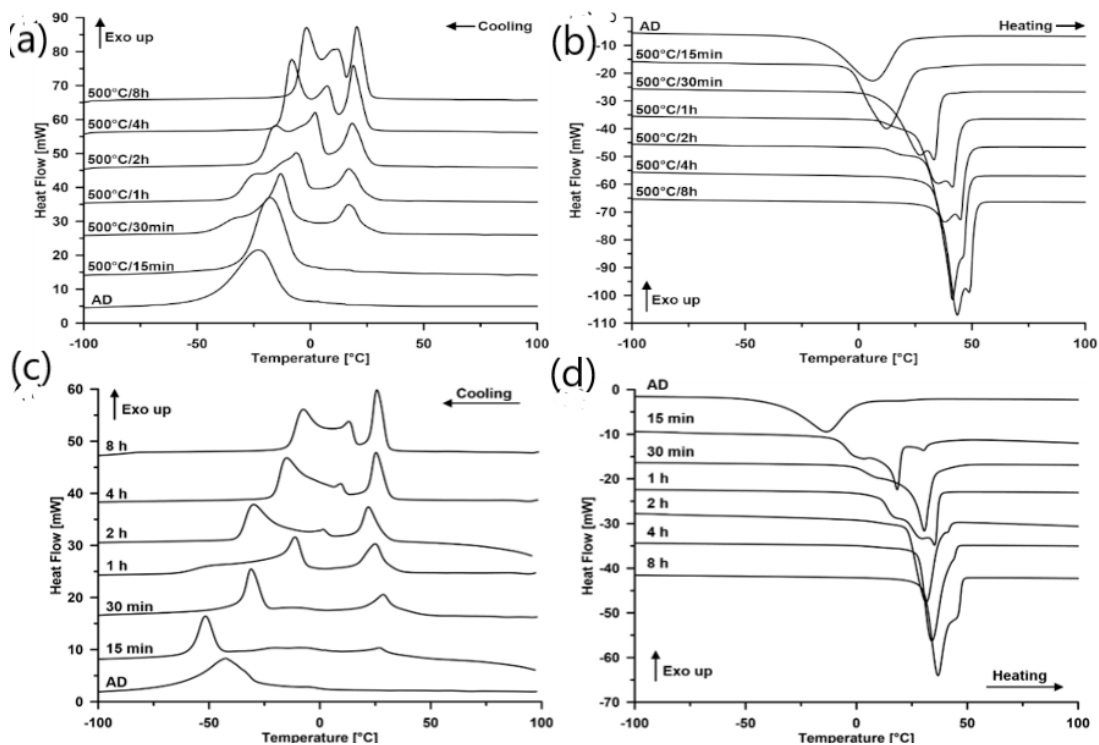 (a)
Exo up
Cooling
Heat Flow [mW]
90
80
70
60
50
40
30
20
10
0
500°C/8h
500°C/4h
500°C/2h
500°C/1h
500°C/30min
500°C/15min
AD
-100 -50 0 50 100
Temperature [°C]
(b)
AD
Heating
500°C/15min
500°C/30min
500°C/1h
500°C/2h
500°C/4h
500°C/8h
Exo up
Heat Flow [mW]
0
-10
-20
-30
-40
-50
-60
-70
-80
-90
-100
-110
-100 -50 0 50 100
Temperature [°C]
(c)
Exo up
Cooling
Heat Flow [mW]
60
50
40
30
20
10
0
8 h
4 h
2 h
1 h
30 min
15 min
AD
-100 -50 0 50 100
Temperature [°C]
(d)
AD
15 min
30 min
1 h
2 h
4 h
8 h
Exo up
Heating
Heat Flow [mW]
0
-10
-20
-30
-40
-50
-60
-70
-100 -50 0 50 100
Temperature [°C]